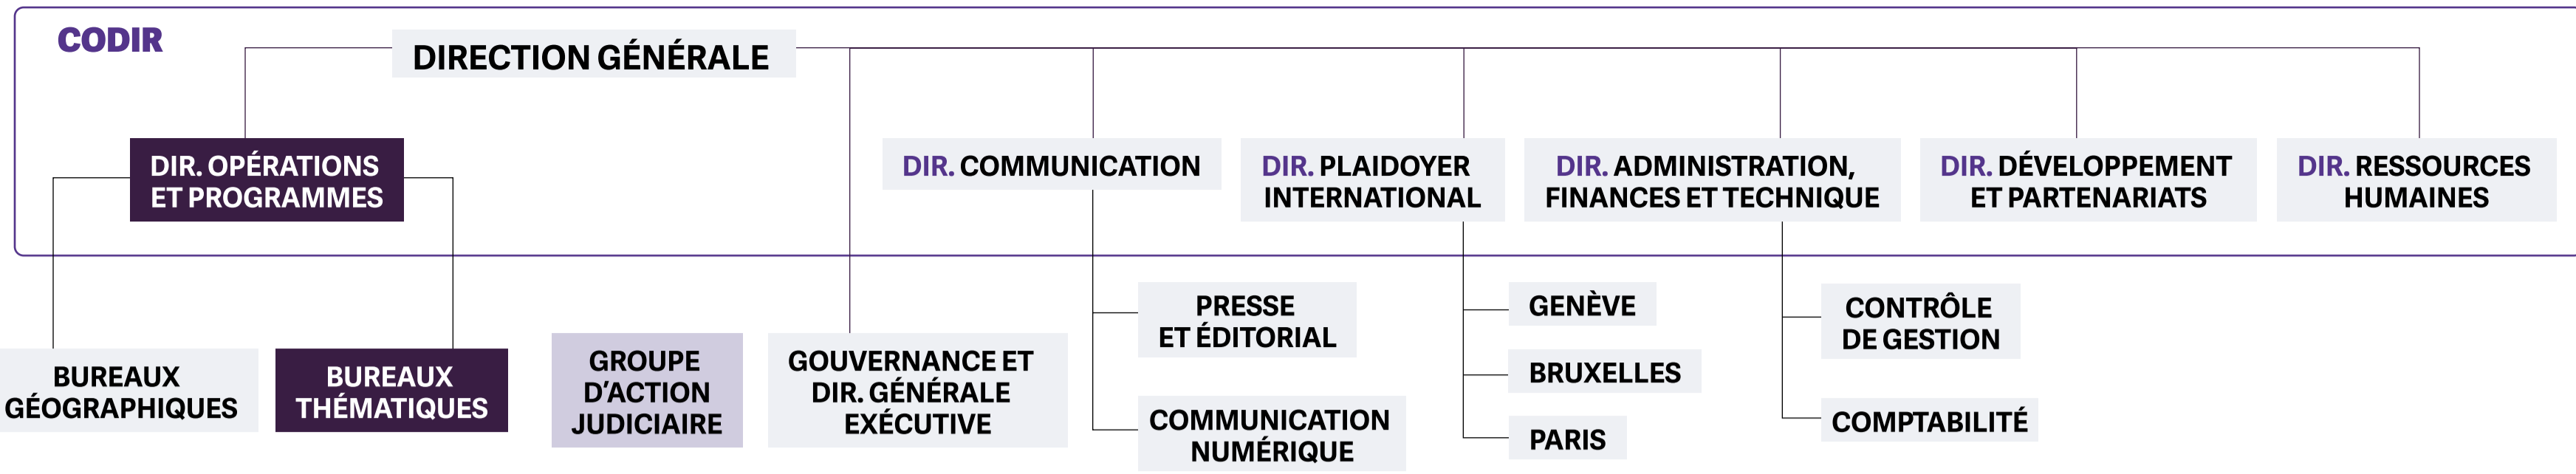 CODIR
DIRECTION GÉNÉRALE
DIR. OPÉRATIONS
ET PROGRAMMES
DIR. COMMUNICATION
DIR. PLAIDOYER
INTERNATIONAL
DIR. ADMINISTRATION,
FINANCES ET TECHNIQUE
DIR. DÉVELOPPEMENT
ET PARTENARIATS
DIR. RESSOURCES
HUMAINES
BUREAUX
GÉOGRAPHIQUES
BUREAUX
THÉMATIQUES
GROUPE
D’ACTION
JUDICIAIRE
GOUVERNANCE ET
DIR. GÉNÉRALE
EXÉCUTIVE
PRESSE
ET ÉDITORIAL
COMMUNICATION
NUMÉRIQUE
GENÈVE
BRUXELLES
PARIS
CONTRÔLE
DE GESTION
COMPTABILITÉ